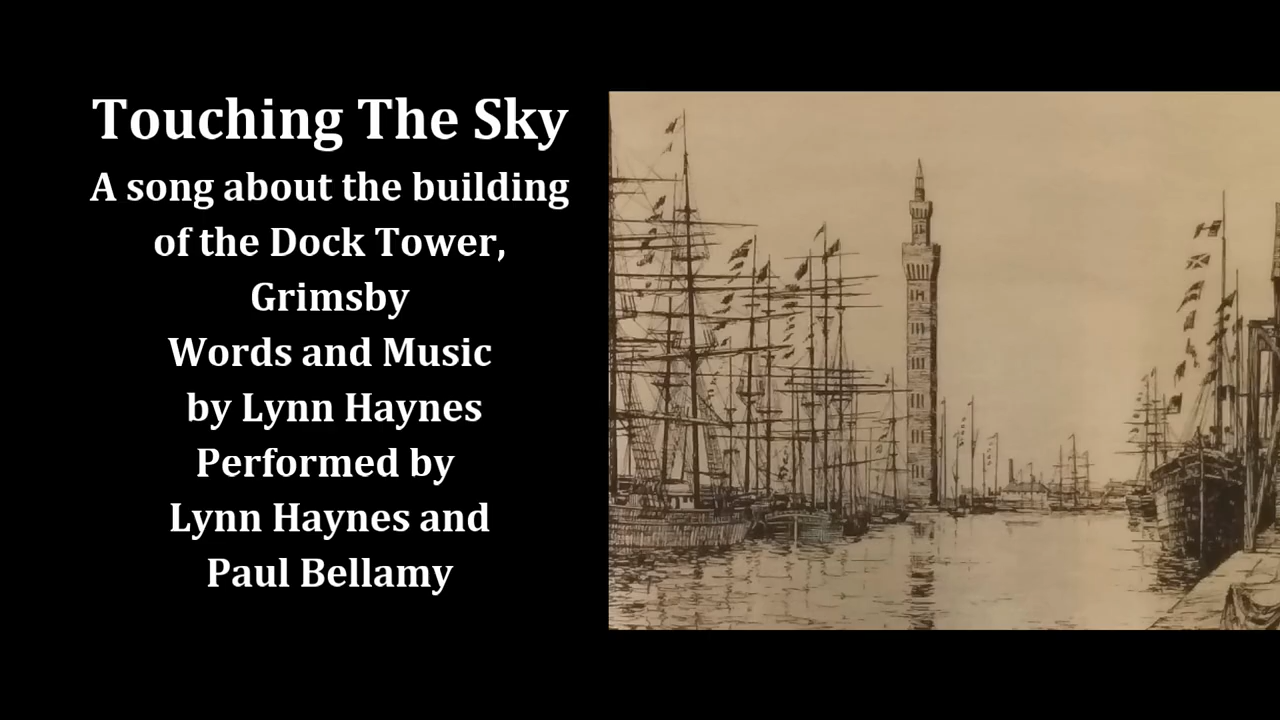 Touching The Sky
A song about the building
of the Dock Tower,
Grimsby
Words and Music
by Lynn Haynes
Performed by
Lynn Haynes and
Paul Bellamy